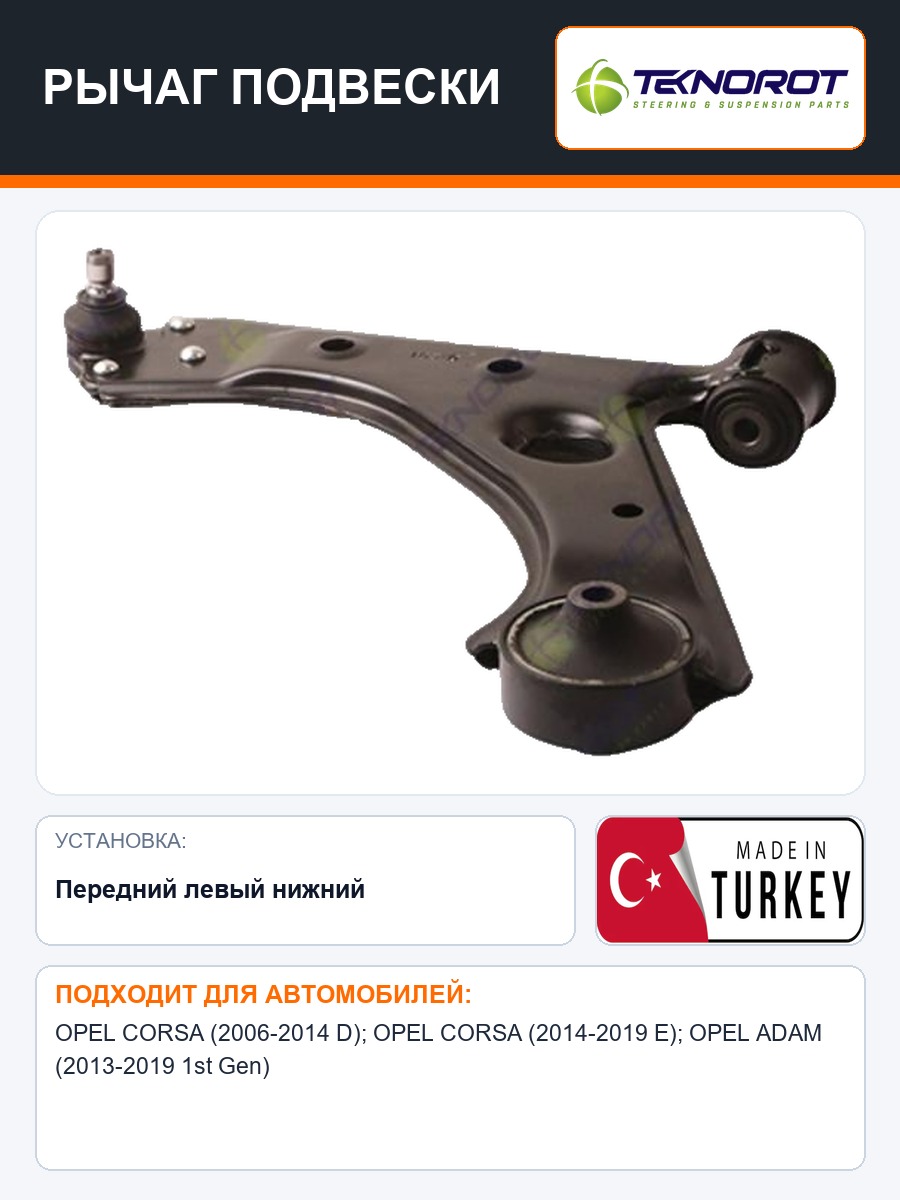 РЫЧАГ ПОДВЕСКИ
TEKNOROT
STEERING & SUSPENSION PARTS
УСТАНОВКА:
Передний левый нижний
MADE IN
TURKEY
ПОДХОДИТ ДЛЯ АВТОМОБИЛЕЙ:
OPEL CORSA (2006-2014 D); OPEL CORSA (2014-2019 E); OPEL ADAM
(2013-2019 1st Gen)